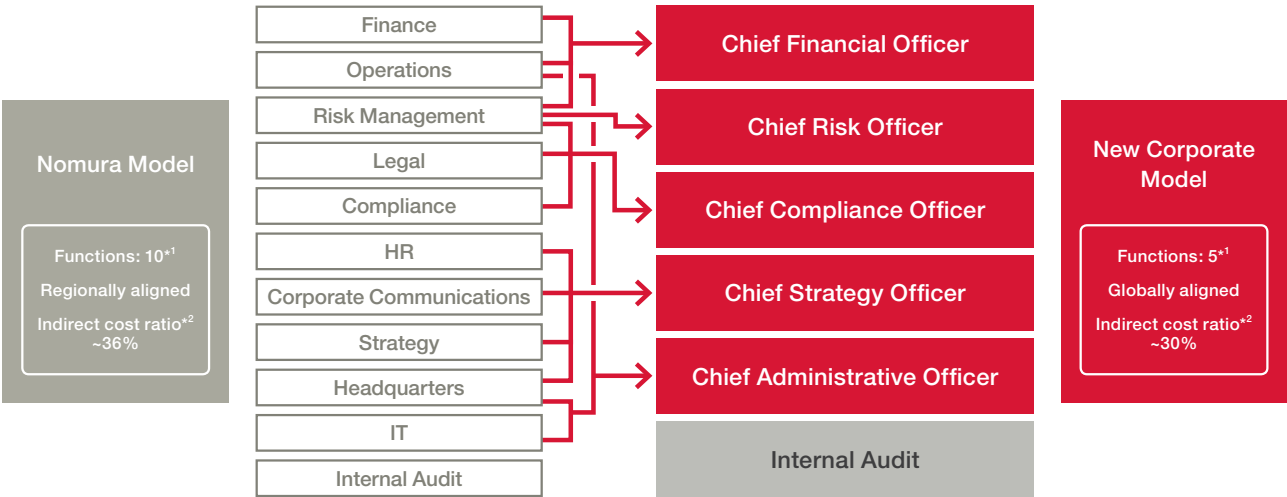 Nomura Model
Functions: 10*1
Regionally aligned
Indirect cost ratio*2
~36%
Finance
Operations
Risk Management
Legal
Compliance
HR
Corporate Communications
Strategy
Headquarters
IT
Internal Audit
Chief Financial Officer
Chief Risk Officer
Chief Compliance Officer
Chief Strategy Officer
Chief Administrative Officer
Internal Audit
New Corporate
Model
Functions: 5*1
Globally aligned
Indirect cost ratio*2
~30%